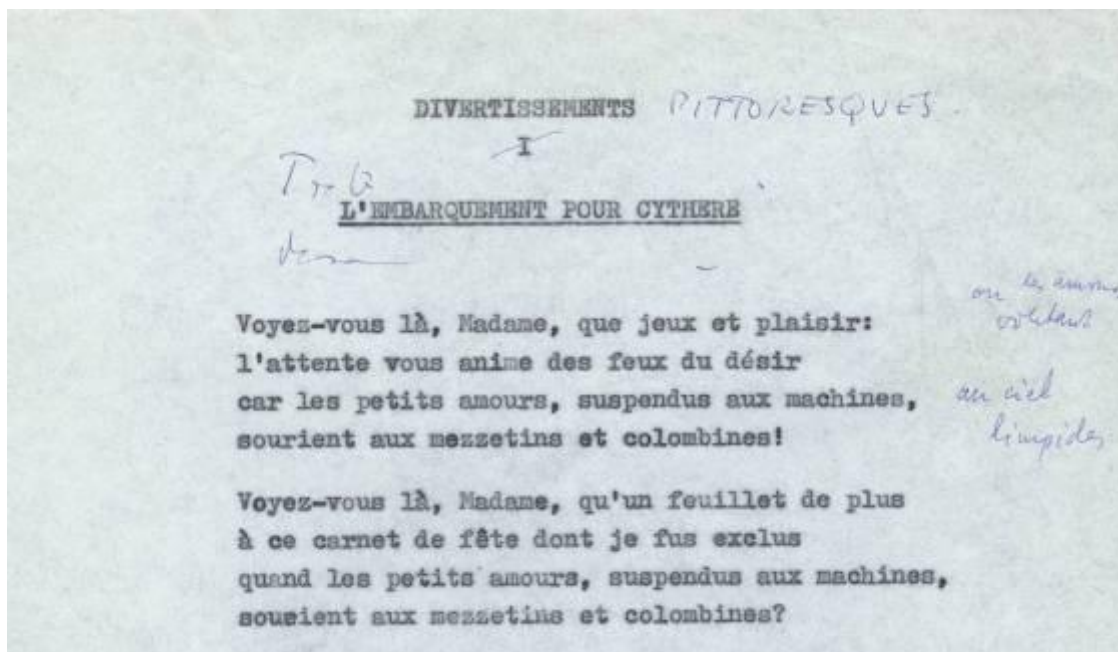 DIVERTISSEMENTS PITTORESQUES.
I
L'EMBARQUEMENT POUR CYTHERE
Voyez-vous là, Madame, que jeux et plaisir:
l'attente vous anime des feux du désir
car les petits amours, suspendus aux machines,
sourient aux mezzetins et colombines!
ou
volitant
au ciel
limpides
Voyez-vous là, Madame, qu'un feuillet de plus
à ce carnet de fête dont je fus exclus
quand les petits amours, suspendus aux machines,
sourient aux mezzetins et colombines?